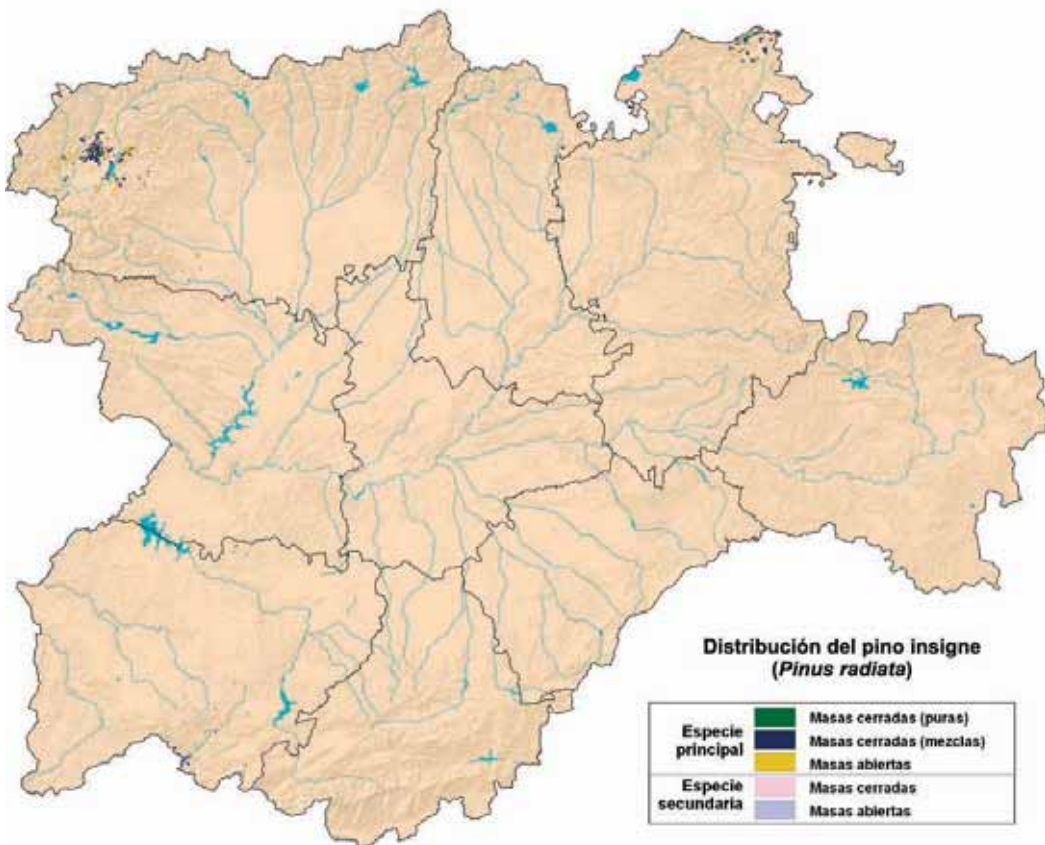 Distribución del pino insigne
(Pinus radiata)
Especie principal
Masas cerradas (puras)
Masas cerradas (mezclas)
Masas abiertas
Especie secundaria
Masas cerradas
Masas abiertas